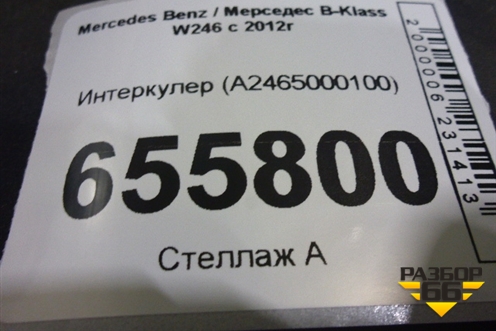 Mercedes Benz / Мерседес B-Klass
W246 с 2012г
Интеркулер (A2465000100)
655800
Стеллаж А
2000006231413
РАЗБОР
66